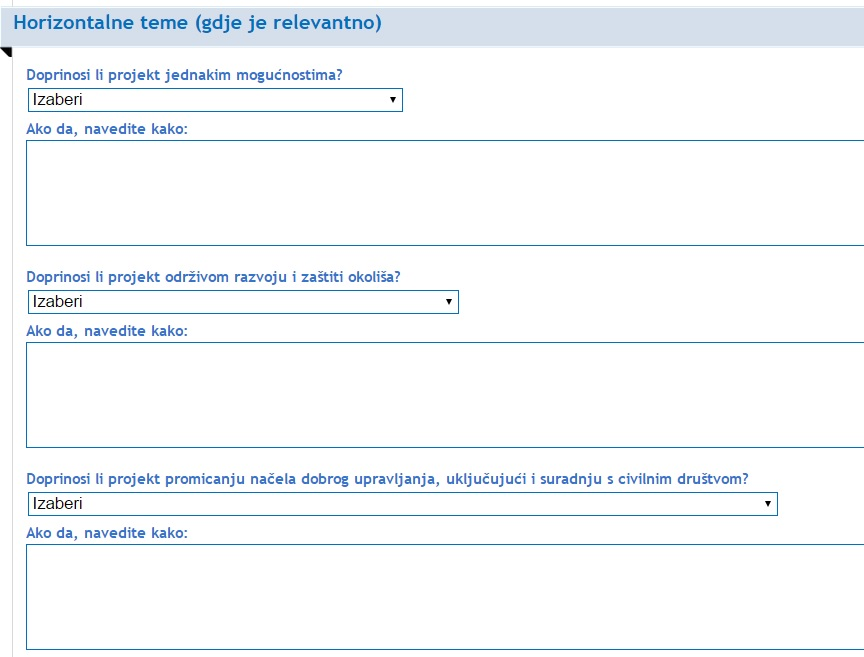 Horizontalne teme (gdje je relevantno)
Doprinosi li projekt jednakim mogućnostima?
Izaberi
Ako da, navedite kako:
Doprinosi li projekt održivom razvoju i zaštiti okoliša?
Izaberi
Ako da, navedite kako:
Doprinosi li projekt promicanju načela dobrog upravljanja, uključujući i suradnju s civilnim društvom?
Izaberi
Ako da, navedite kako: